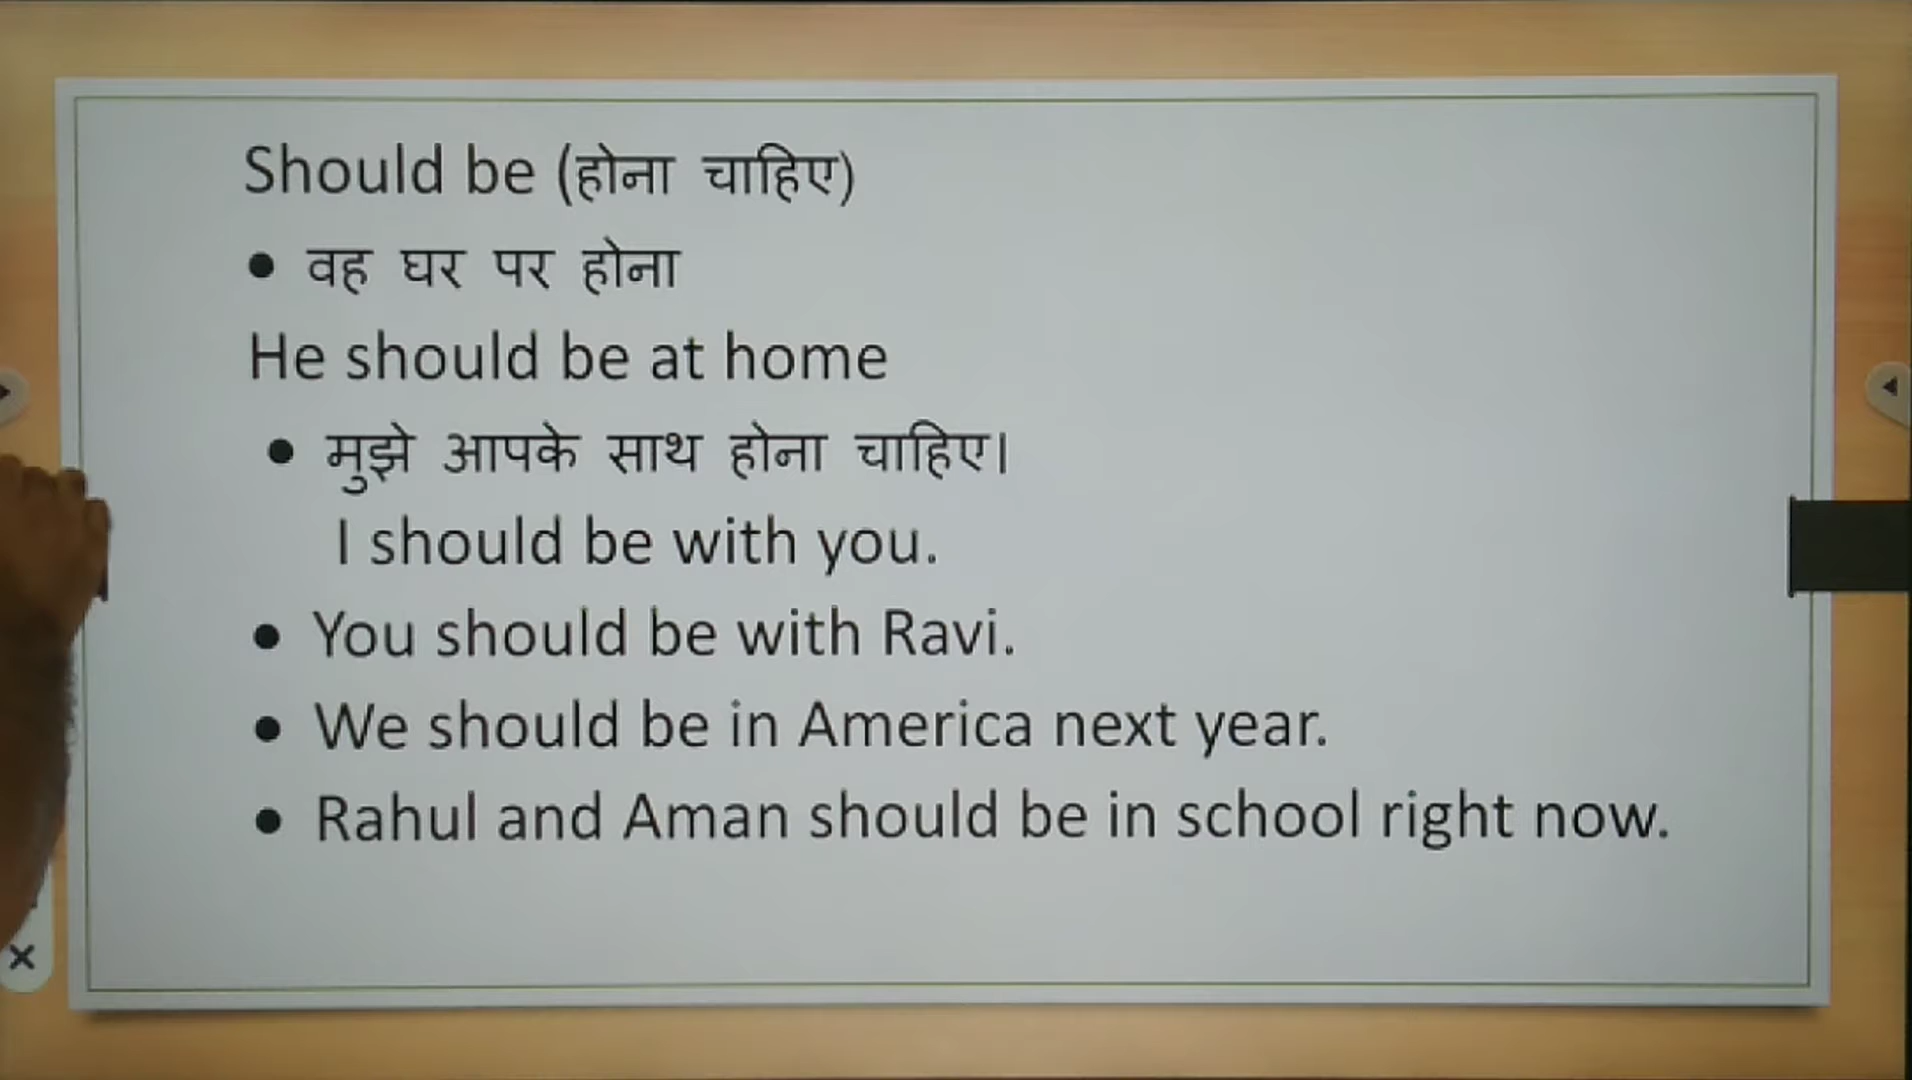 Should be (होना चाहिए)
• वह घर पर होना
He should be at home
• मुझे आपके साथ होना चाहिए।
I should be with you.
• You should be with Ravi.
• We should be in America next year.
• Rahul and Aman should be in school right now.